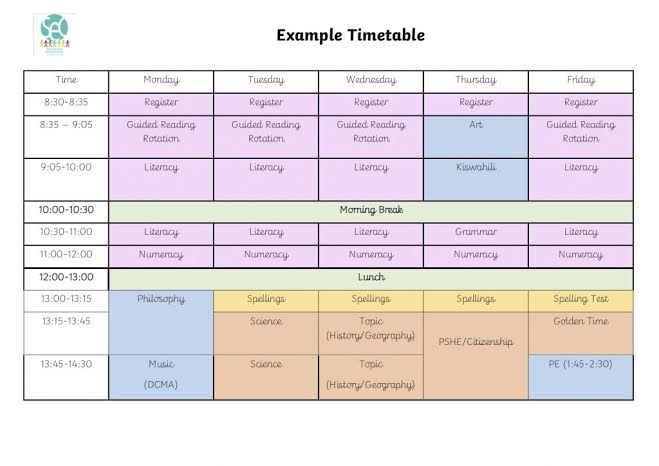 Example Timetable
Time Monday Tuesday Wednesday Thursday Friday
8:30-8:35 Register Register Register Register Register
8:35 – 9:05 Guided Reading Guided Reading Guided Reading Art Guided Reading
Rotation Rotation Rotation Rotation
9:05-10:00 Literacy Literacy Literacy Kiswahili Literacy
10:00-10:30 Morning Break
10:30-11:00 Literacy Literacy Literacy Grammar Literacy
11:00-12:00 Numeracy Numeracy Numeracy Numeracy Numeracy
12:00-13:00 Lunch
13:00-13:15 Philosophy Spellings Spellings Spellings Spelling Test
13:15-13:45 Science Topic Golden Time
(History/Geography)
PSHE/Citizenship
13:45-14:30 Music Science Topic PE (1:45-2:30)
(DCMA) (History/Geography)